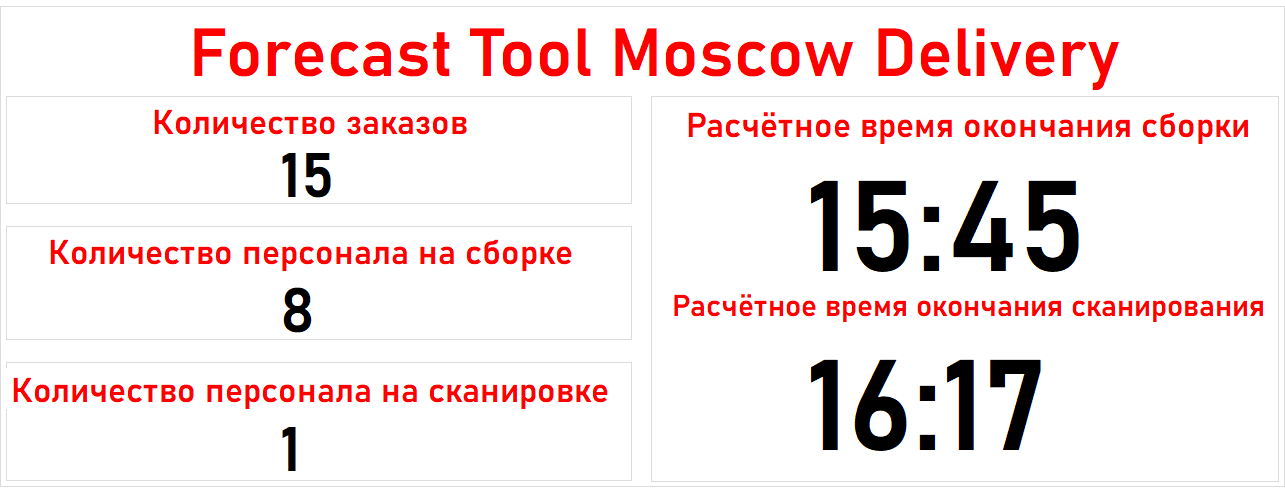 Forecast Tool Moscow Delivery
Количество заказов
15
Количество персонала на сборке
8
Количество персонала на сканировке
1
Расчётное время окончания сборки
15:45
Расчётное время окончания сканирования
16:17